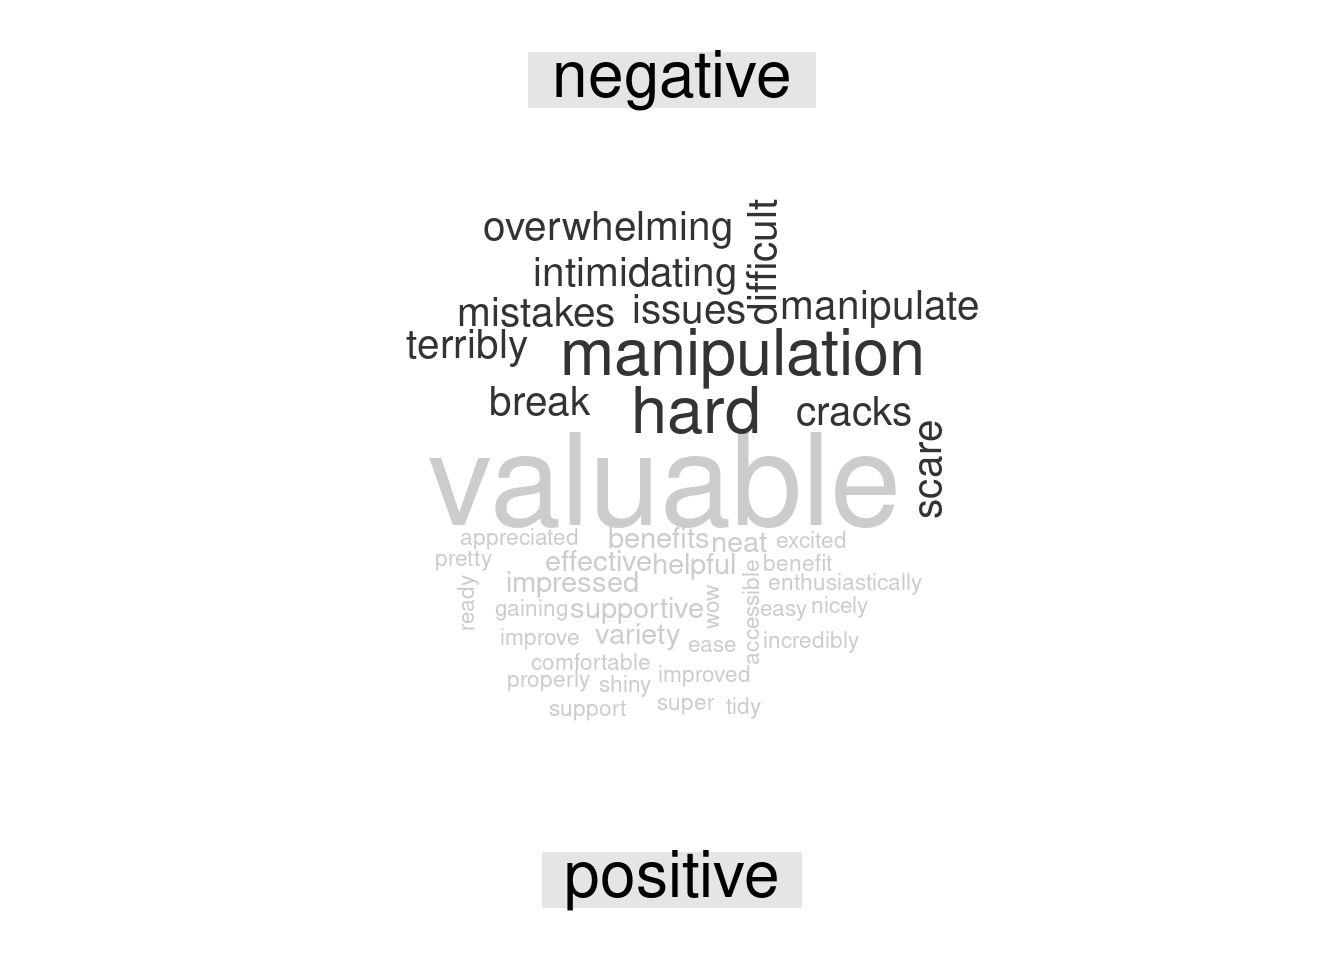 negative
overwhelming
difficult
intimidating
mistakes issues manipulate
terribly manipulation
break hard cracks
scare
valuable
appreciated benefits neat excited
pretty effective helpful benefit
impressed accessible enthusiastically
ready gaining supportive wow easy nicely
improve variety ease incredibly
comfortable
properly shiny improved
support super tidy
positive